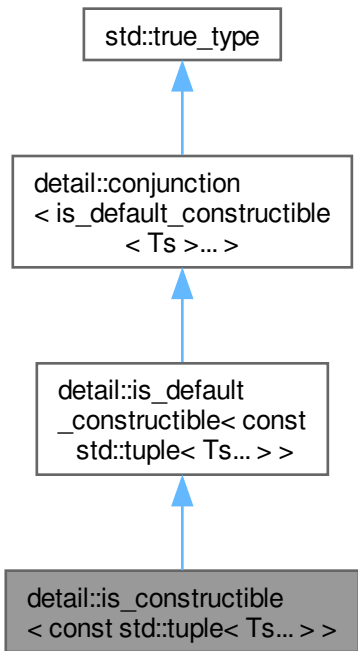 std::true_type
detail::conjunction
< is_default_constructible
< Ts >... >
detail::is_default
_constructible< const
std::tuple< Ts... > >
detail::is_constructible
< const std::tuple< Ts... > >